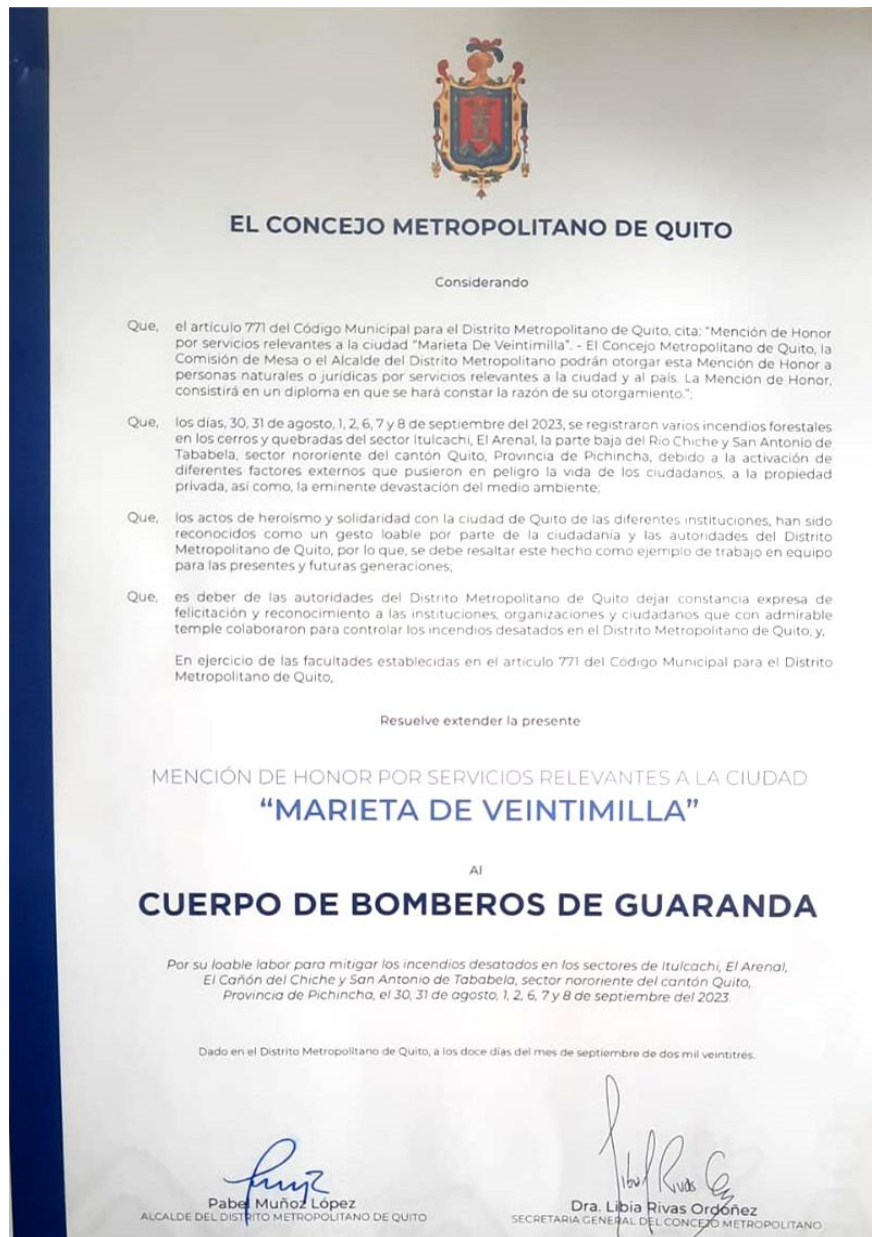 EL CONCEJO METROPOLITANO DE QUITO
Considerando
Que, el artículo 771 del Código Municipal para el Distrito Metropolitano de Quito, cita: "Mención de Honor
por servicios relevantes a la ciudad "Marieta De Veintimilla". - El Concejo Metropolitano de Quito, la
Comisión de Mesa o el Alcalde del Distrito Metropolitano podrán otorgar esta Mención de Honor a
personas naturales o jurídicas por servicios relevantes a la ciudad y al país. La Mención de Honor,
consistirá en un diploma en que se hará constar la razón de su otorgamiento.";
Que, los días, 30, 31 de agosto, 1, 2, 6, 7 y 8 de septiembre del 2023, se registraron varios incendios forestales
en los cerros y quebradas del sector Itulcachi, El Arenal, la parte baja del Río Chiche y San Antonio de
Tababela, sector nororiente del cantón Quito, Provincia de Pichincha, debido a la activación de
diferentes factores externos que pusieron en peligro la vida de los ciudadanos, a la propiedad
privada, así como, la eminente devastación del medio ambiente;
Que, los actos de heroísmo y solidaridad con la ciudad de Quito de las diferentes instituciones, han sido
reconocidos como un gesto loable por parte de la ciudadanía y las autoridades del Distrito
Metropolitano de Quito, por lo que, se debe resaltar este hecho como ejemplo de trabajo en equipo
para las presentes y futuras generaciones;
Que, es deber de las autoridades del Distrito Metropolitano de Quito dejar constancia expresa de
felicitación y reconocimiento a las instituciones, organizaciones y ciudadanos que con admirable
temple colaboraron para controlar los incendios desatados en el Distrito Metropolitano de Quito, y,
En ejercicio de las facultades establecidas en el artículo 771 del Código Municipal para el Distrito
Metropolitano de Quito,
Resuelve extender la presente
MENCIÓN DE HONOR POR SERVICIOS RELEVANTES A LA CIUDAD
"MARIETA DE VEINTIMILLA"
Al
CUERPO DE BOMBEROS DE GUARANDA
Por su loable labor para mitigar los incendios desatados en los sectores de Itulcachi, El Arenal,
El Cañón del Chiche y San Antonio de Tababela, sector nororiente del cantón Quito,
Provincia de Pichincha, el 30, 31 de agosto, 1, 2, 6, 7 y 8 de septiembre del 2023.
Dado en el Distrito Metropolitano de Quito, a los doce días del mes de septiembre de dos mil veintitrés.
Pabel Muñoz López
ALCALDE DEL DISTRITO METROPOLITANO DE QUITO
Dra. Libia Rivas Ordóñez
SECRETARIA GENERAL DEL CONCEJO METROPOLITANO